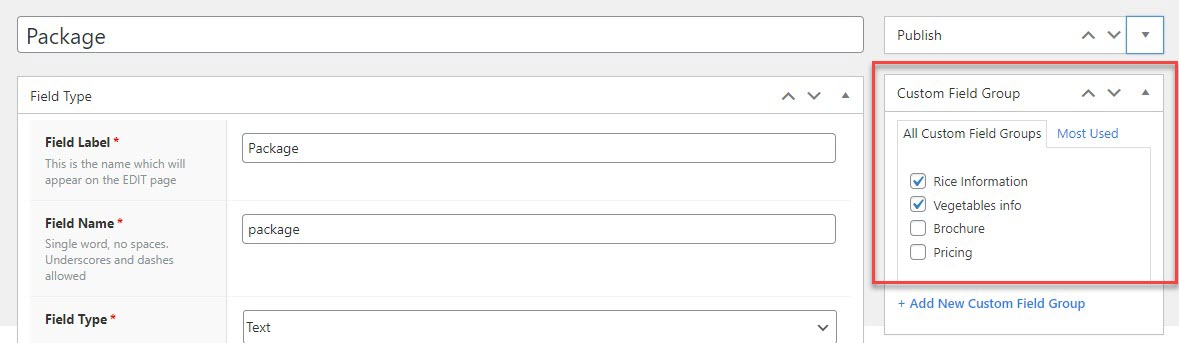 Package
Publish
Field Type
Field Label *
This is the name which will
appear on the EDIT page
Package
Field Name *
Single word, no spaces.
Underscores and dashes
allowed
package
Field Type *
Text
Custom Field Group
All Custom Field Groups
Most Used
Rice Information
Vegetables info
Brochure
Pricing
+ Add New Custom Field Group